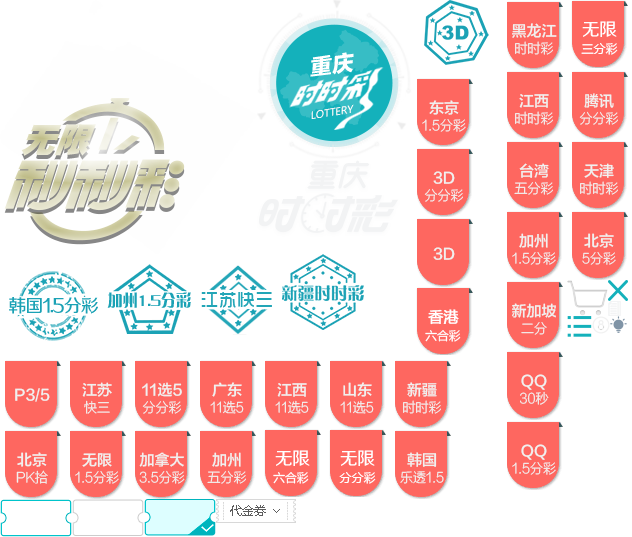 重庆
时时彩
LOTTERY
重庆
时时彩
无限
秒秒彩
3D
黑龙江
时时彩
无限
三分彩
东京
1.5分彩
江西
时时彩
腾讯
分分彩
3D
分分彩
台湾
五分彩
天津
时时彩
3D
加州
1.5分彩
北京
5分彩
韩国1.5分彩
加州1.5分彩
江苏快三
新疆时时彩
香港
六合彩
新加坡
二分
P3/5
江苏
快三
11选5
分分彩
广东
11选5
江西
11选5
山东
11选5
新疆
时时彩
QQ
30秒
北京
PK拾
无限
1.5分彩
加拿大
3.5分彩
加州
五分彩
无限
六合彩
无限
分分彩
韩国
乐透1.5
QQ
1.5分彩
代金券